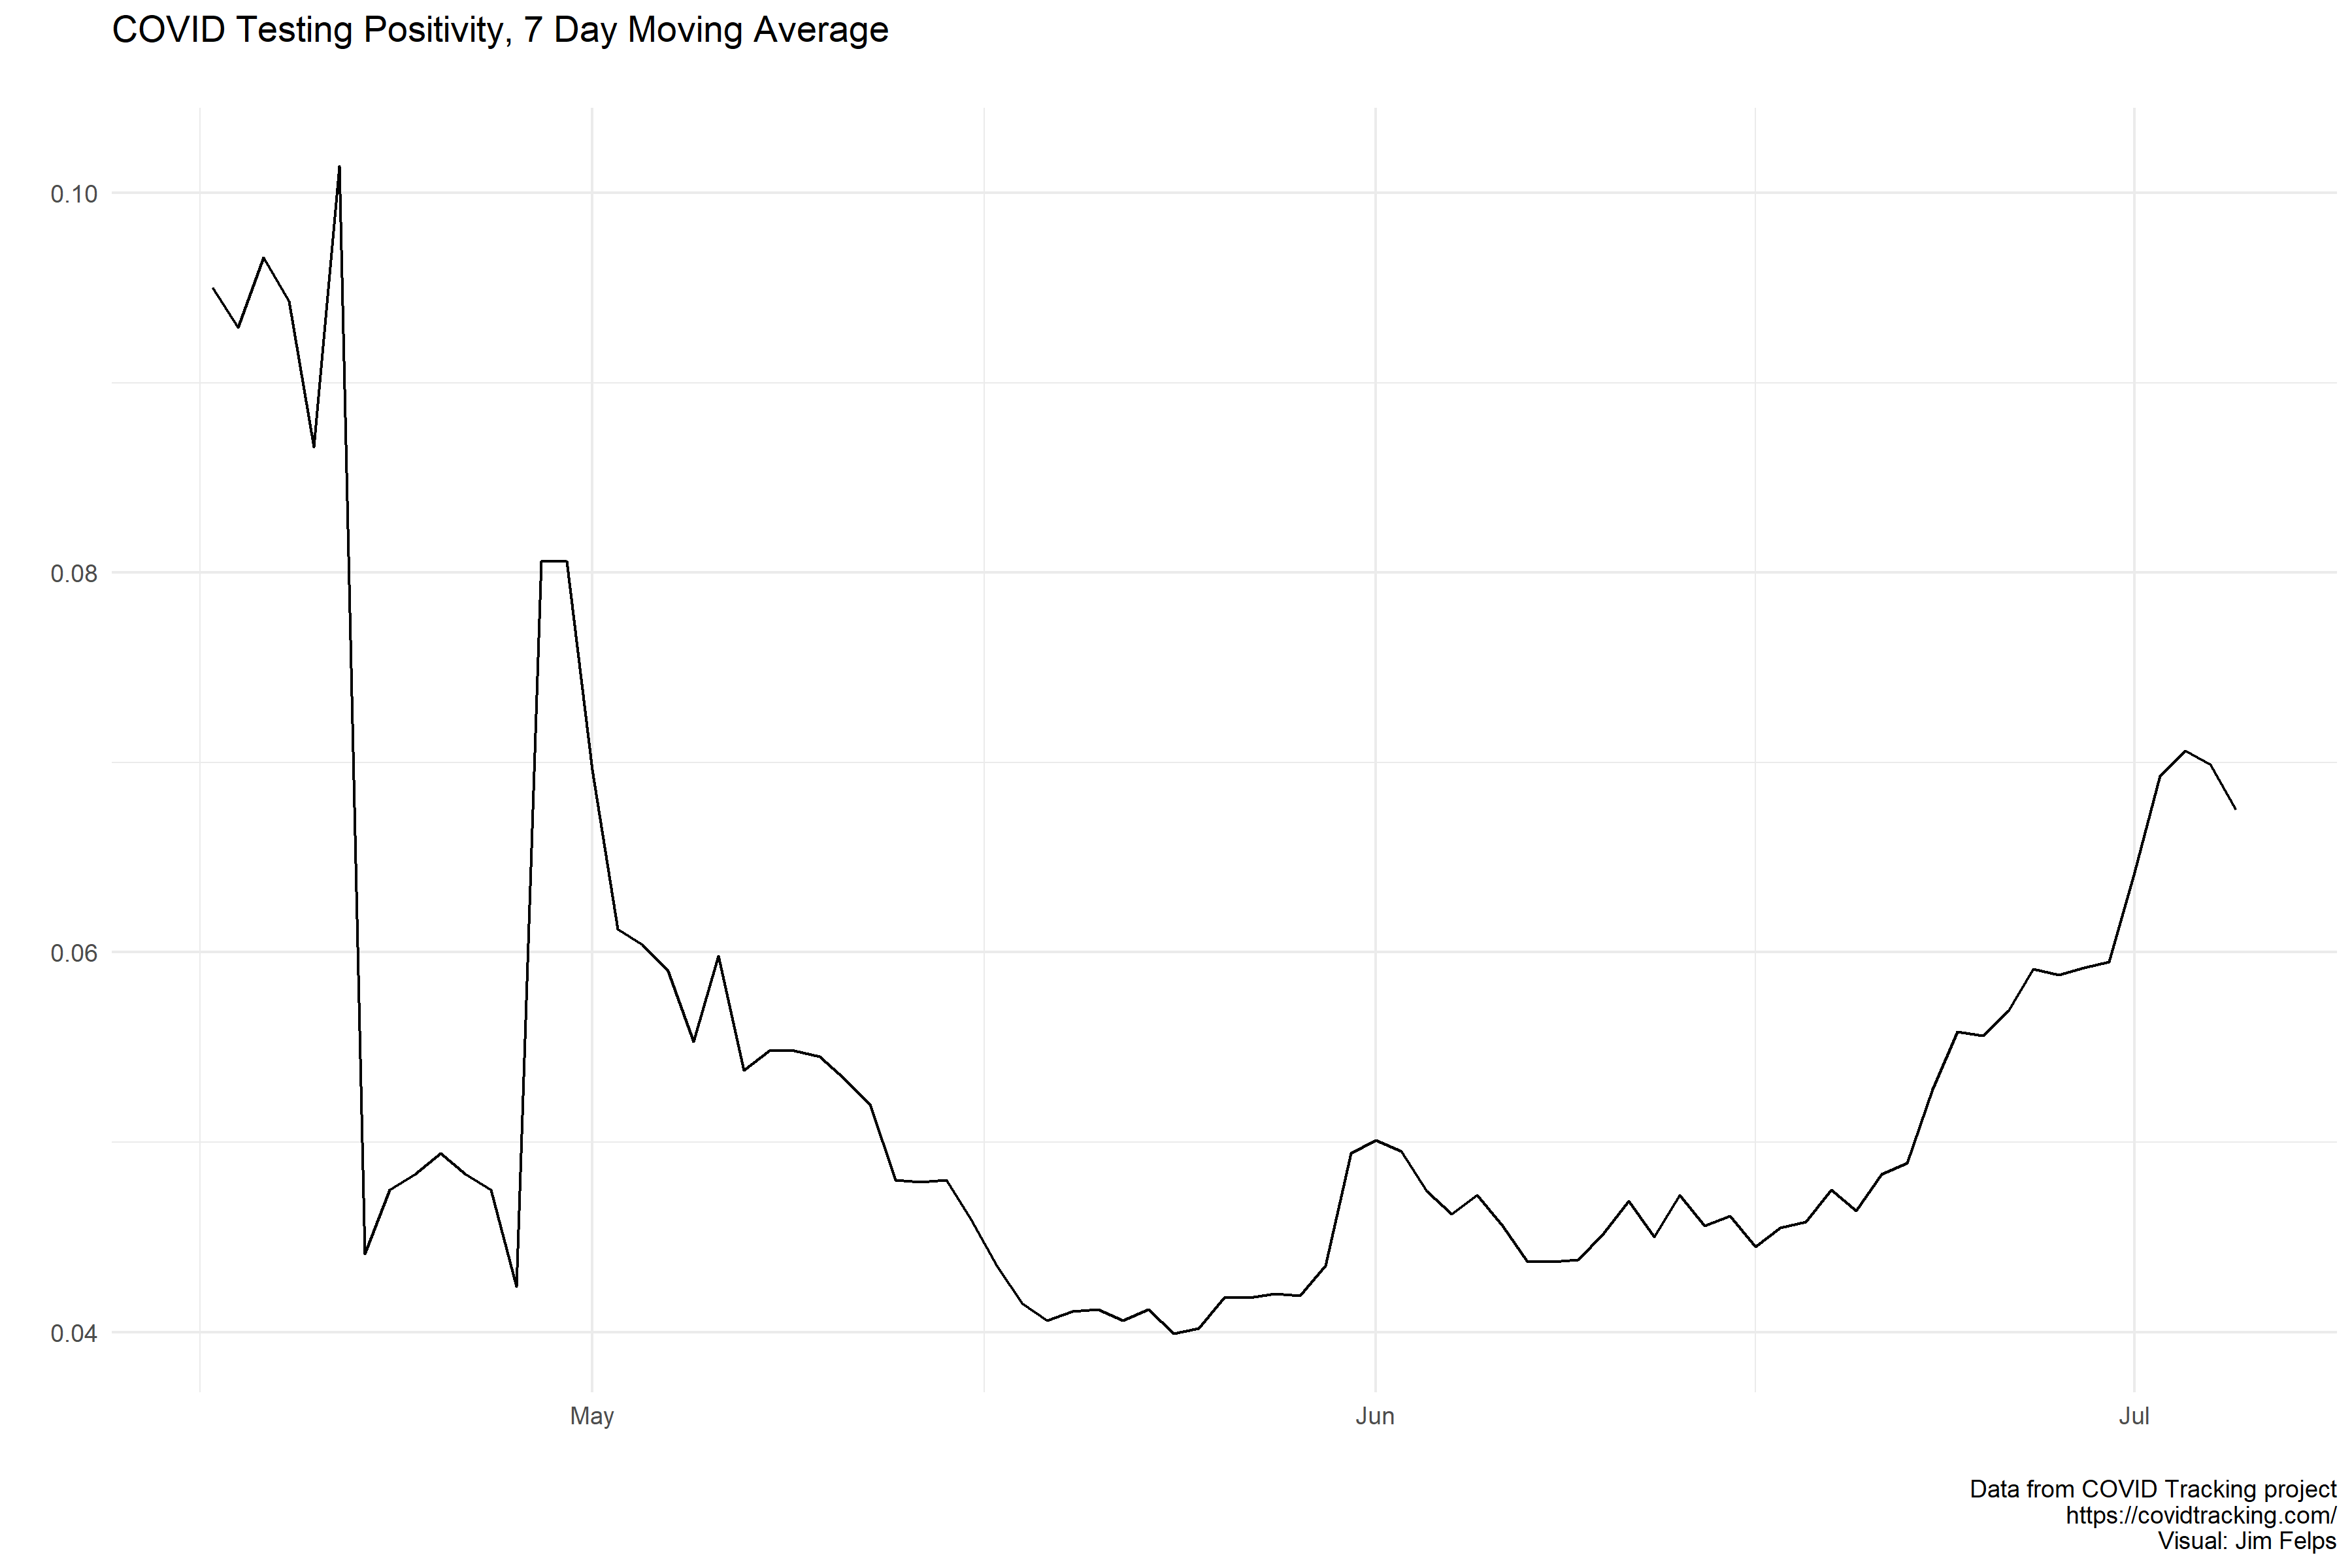 COVID Testing Positivity, 7 Day Moving Average
0.10
0.08
0.06
0.04
May
Jun
Jul
Data from COVID Tracking project
https://covidtracking.com/
Visual: Jim Felps